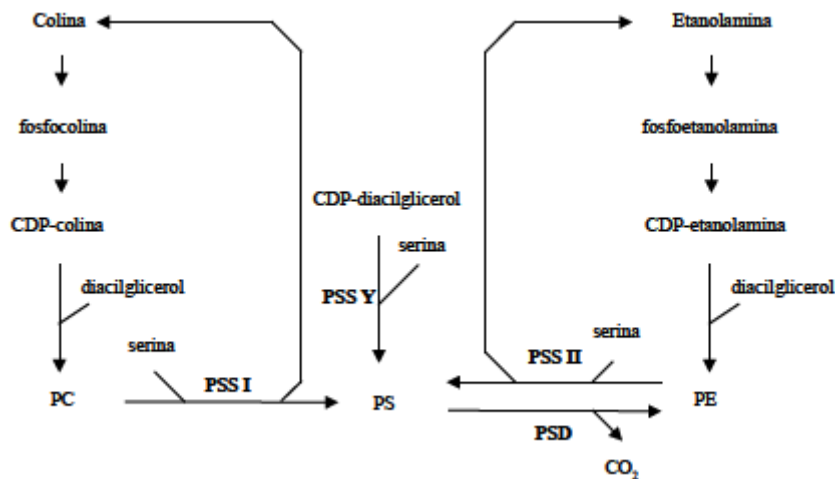 Colina
Etanolamina
fosfocolina
fosfoetanolamina
CDP-diacilglicerol
CDP-colina
CDP-etanolamina
serina
diacilglicerol
diacilglicerol
PSS Y
serina
serina
PSS II
PSS I
PC
PS
PE
PSD
CO₂